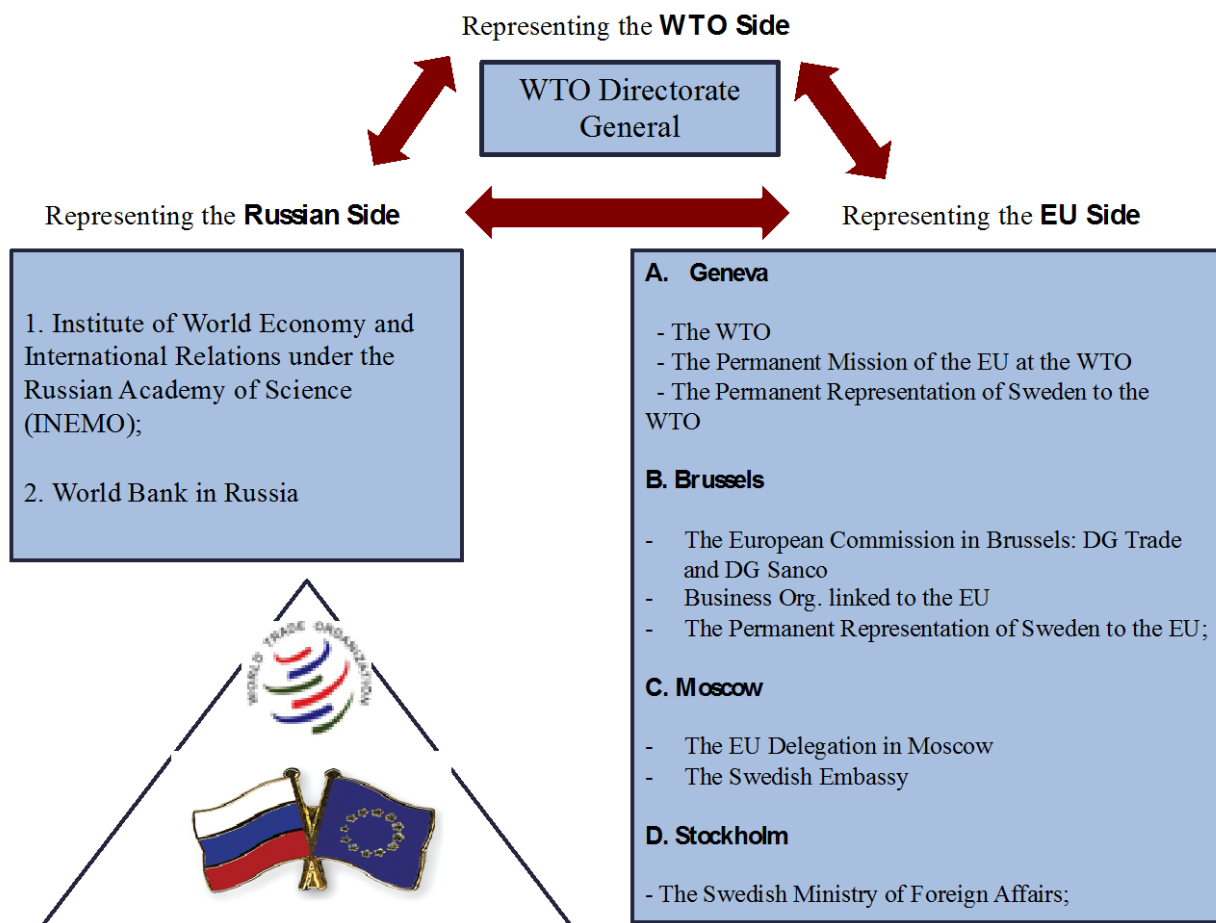 Representing the WTO Side
WTO Directorate
General
Representing the Russian Side
1. Institute of World Economy and
International Relations under the
Russian Academy of Science
(INEMO);
2. World Bank in Russia
WORLD TRADE ORGANIZATION
Representing the EU Side
A. Geneva
- The WTO
- The Permanent Mission of the EU at the WTO
- The Permanent Representation of Sweden to the
WTO
B. Brussels
- The European Commission in Brussels: DG Trade
and DG Sanco
- Business Org. linked to the EU
- The Permanent Representation of Sweden to the EU;
C. Moscow
- The EU Delegation in Moscow
- The Swedish Embassy
D. Stockholm
- The Swedish Ministry of Foreign Affairs;